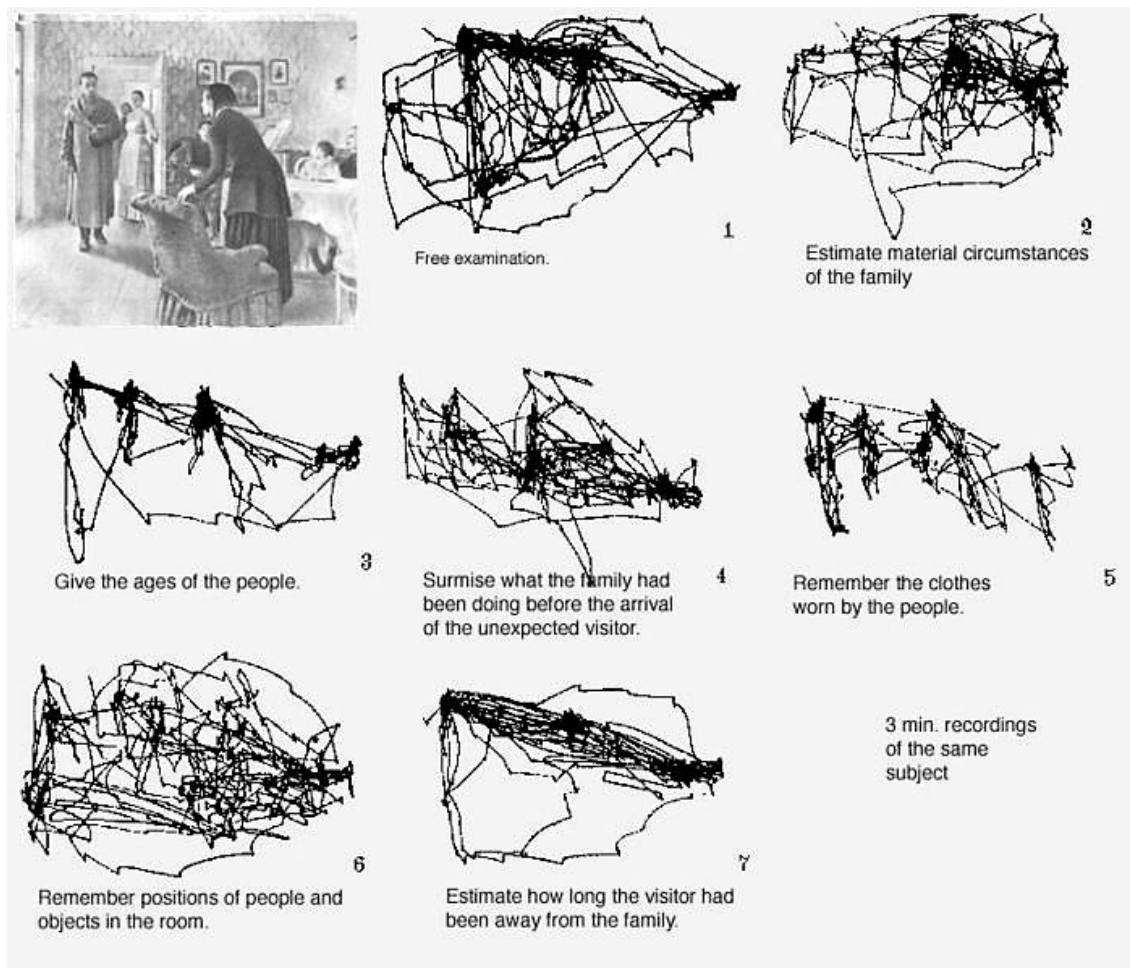 1
Free examination.
2
Estimate material circumstances
of the family
3
Give the ages of the people.
4
Surmise what the family had
been doing before the arrival
of the unexpected visitor.
5
Remember the clothes
worn by the people.
6
Remember positions of people and
objects in the room.
7
Estimate how long the visitor had
been away from the family.
3 min. recordings
of the same
subject